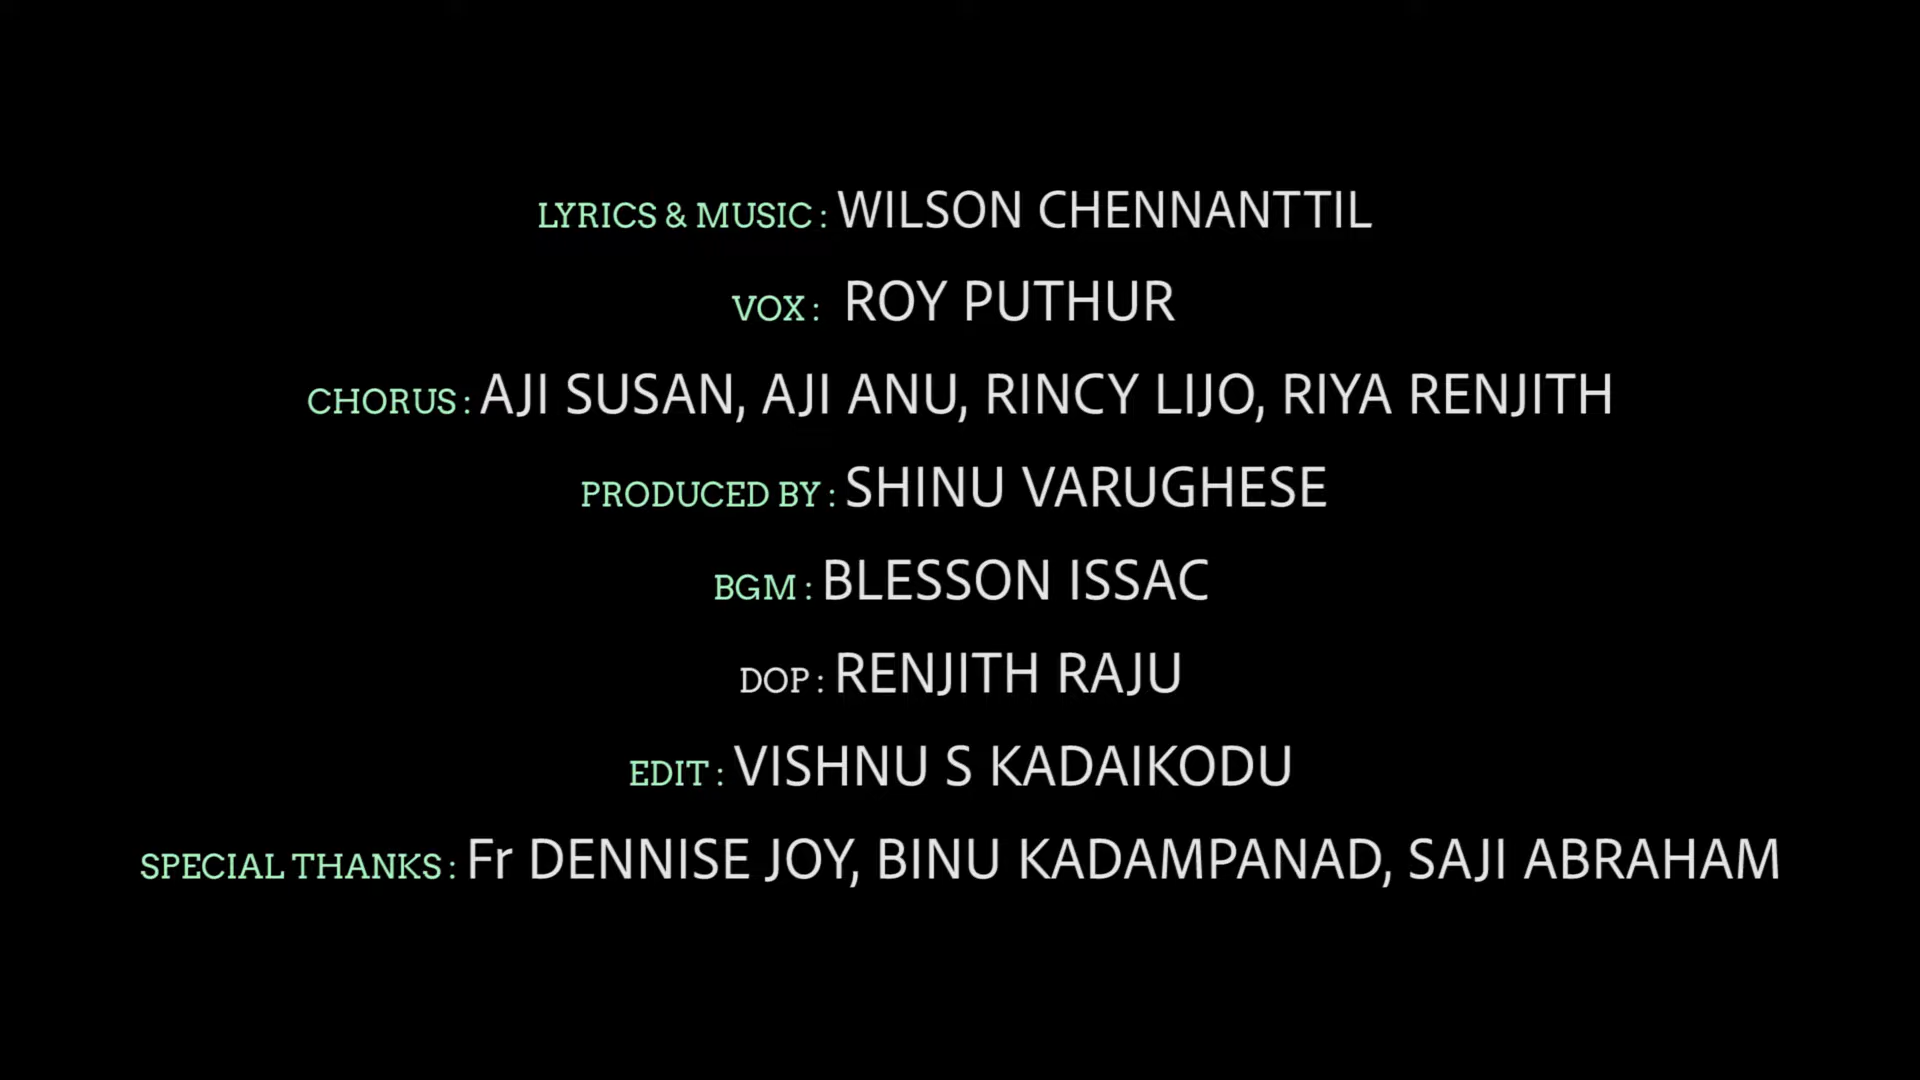 LYRICS & MUSIC : WILSON CHENNANTTIL
VOX : ROY PUTHUR
CHORUS : AJI SUSAN, AJI ANU, RINCY LIJO, RIYA RENJITH
PRODUCED BY : SHINU VARUGHESE
BGM : BLESSON ISSAC
DOP : RENJITH RAJU
EDIT : VISHNU S KADAIKODU
SPECIAL THANKS : Fr DENNISE JOY, BINU KADAMPANAD, SAJI ABRAHAM